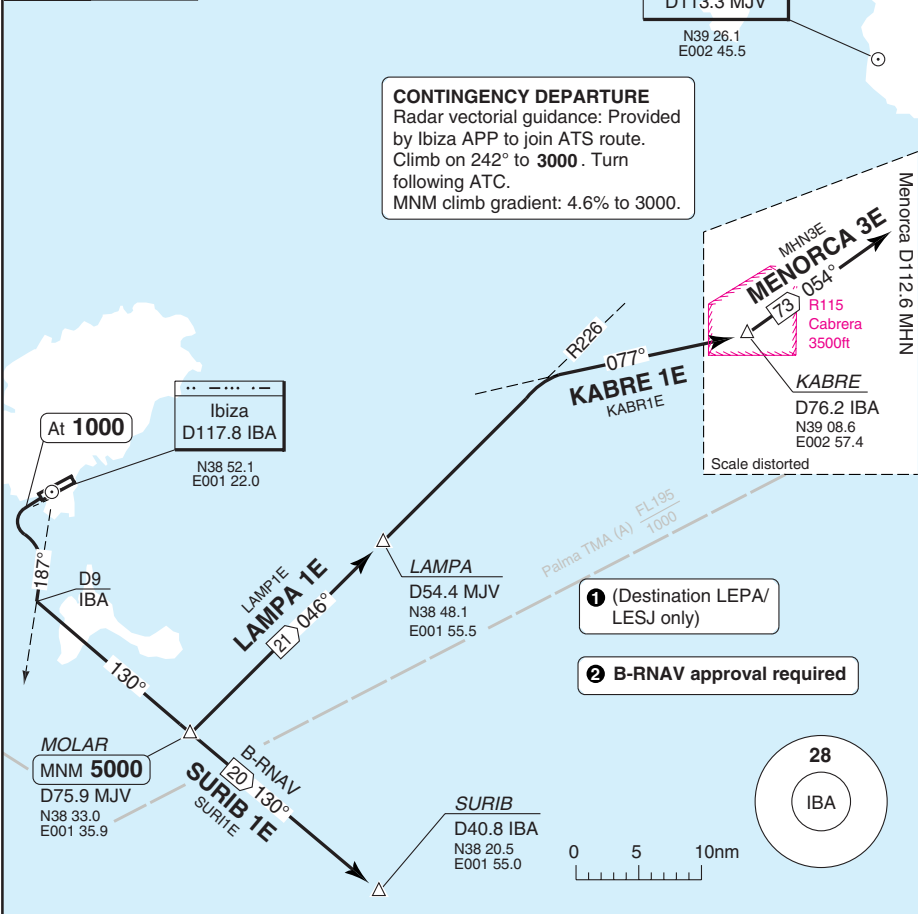 D113.3 MJV
N39 26.1
E002 45.5
CONTINGENCY DEPARTURE
Radar vectorial guidance: Provided
by Ibiza APP to join ATS route.
Climb on 242° to 3000. Turn
following ATC.
MNM climb gradient: 4.6% to 3000.
Menorca D112.6 MHN
MHN3E
MENORCA 3E
73 054°
R115
Cabrera
3500ft
R226
077°
KABRE 1E
KABR1E
KABRE
D76.2 IBA
N39 08.6
E002 57.4
Scale distorted
Ibiza
D117.8 IBA
N38 52.1
E001 22.0
At 1000
187°
D9
IBA
Palma TMA (A) FL195
1000
LAMP1E
LAMPA 1E
21 046°
LAMPA
D54.4 MJV
N38 48.1
E001 55.5
1 (Destination LEPA/
LESJ only)
2 B-RNAV approval required
130°
MOLAR
MNM 5000
D75.9 MJV
N38 33.0
E001 35.9
B-RNAV
20 130°
SURIB 1E
SURI1E
SURIB
D40.8 IBA
N38 20.5
E001 55.0
0 5 10nm
28
IBA